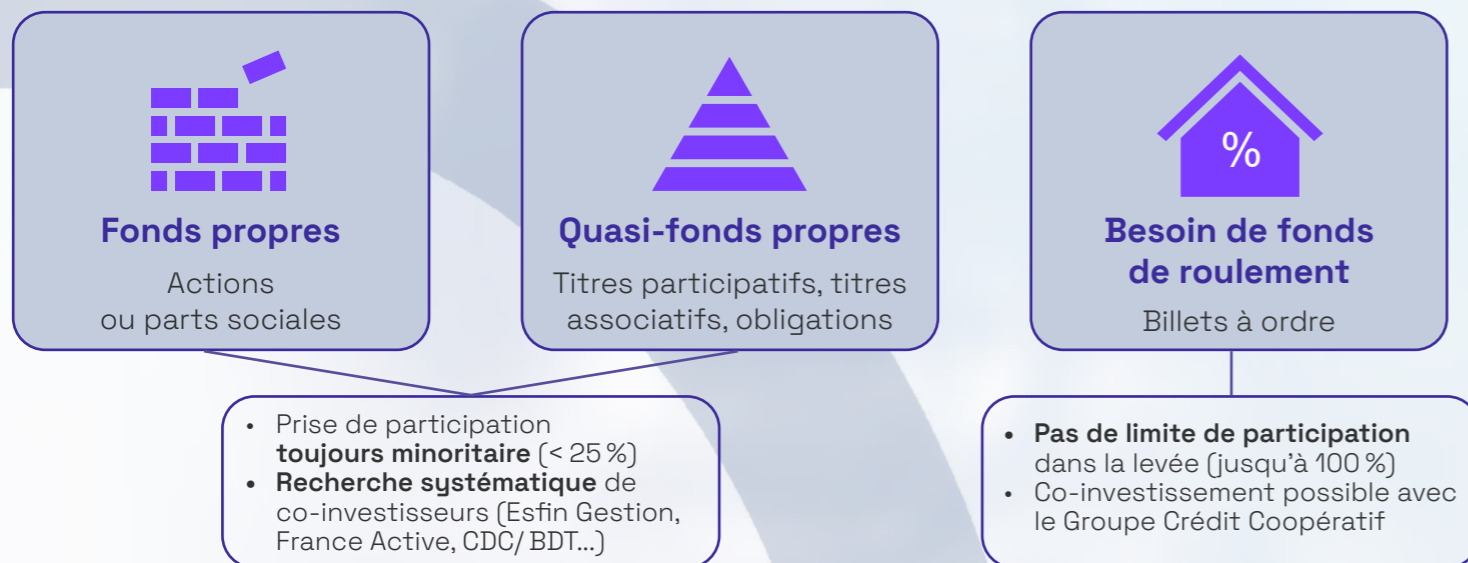 Fonds propres
Actions
ou parts sociales
Quasi-fonds propres
Titres participatifs, titres
associatifs, obligations
%
Besoin de fonds
de roulement
Billets à ordre
• Prise de participation
toujours minoritaire (< 25 %)
• Recherche systématique de
co-investisseurs (Esfin Gestion,
France Active, CDC/ BDT...)
• Pas de limite de participation
dans la levée (jusqu'à 100 %)
• Co-investissement possible avec
le Groupe Crédit Coopératif